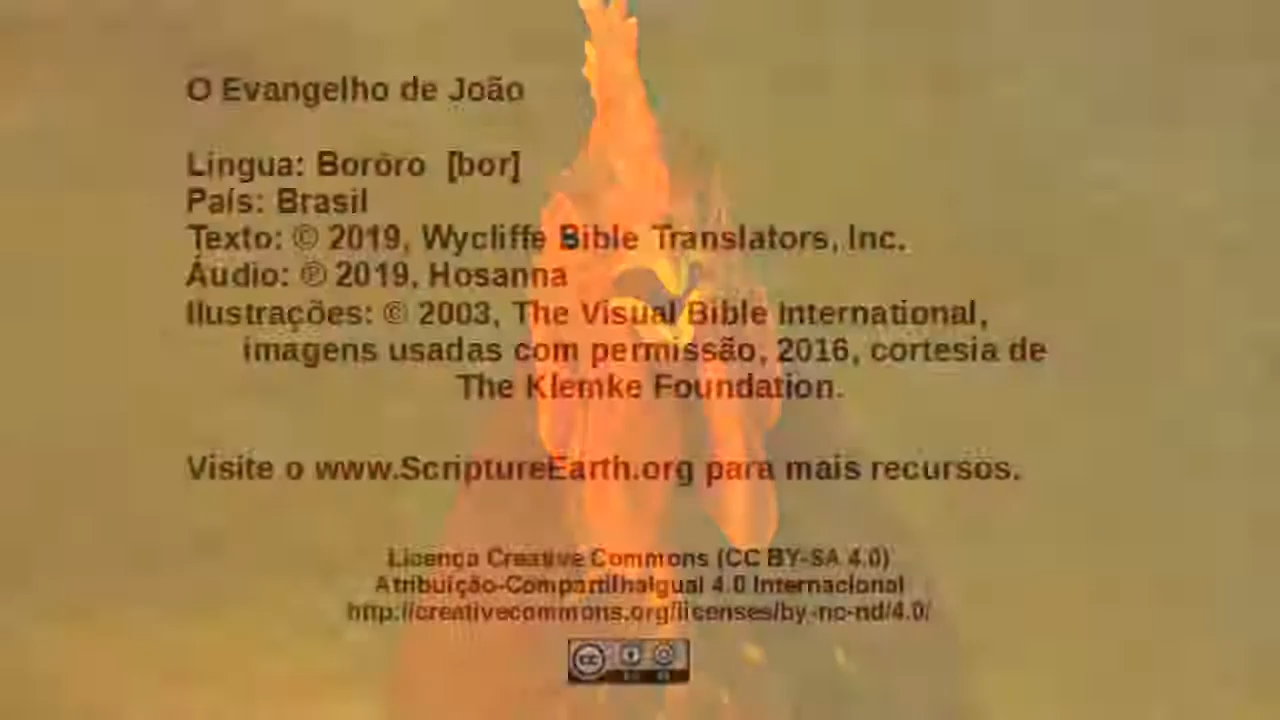 O Evangelho de João
Língua: Borôro [bor]
País: Brasil
Texto: © 2019, Wycliffe Bible Translators, Inc.
Áudio: ℗ 2019, Hosanna
Ilustrações: © 2003, The Visual Bible International,
imagens usadas com permissão, 2016, cortesia de
The Klemke Foundation.
Visite o www.ScriptureEarth.org para mais recursos.
Licença Creative Commons (CC BY-SA 4.0)
Atribuição-CompartilhaIgual 4.0 Internacional
http://creativecommons.org/licenses/by-nc-nd/4.0/
cc